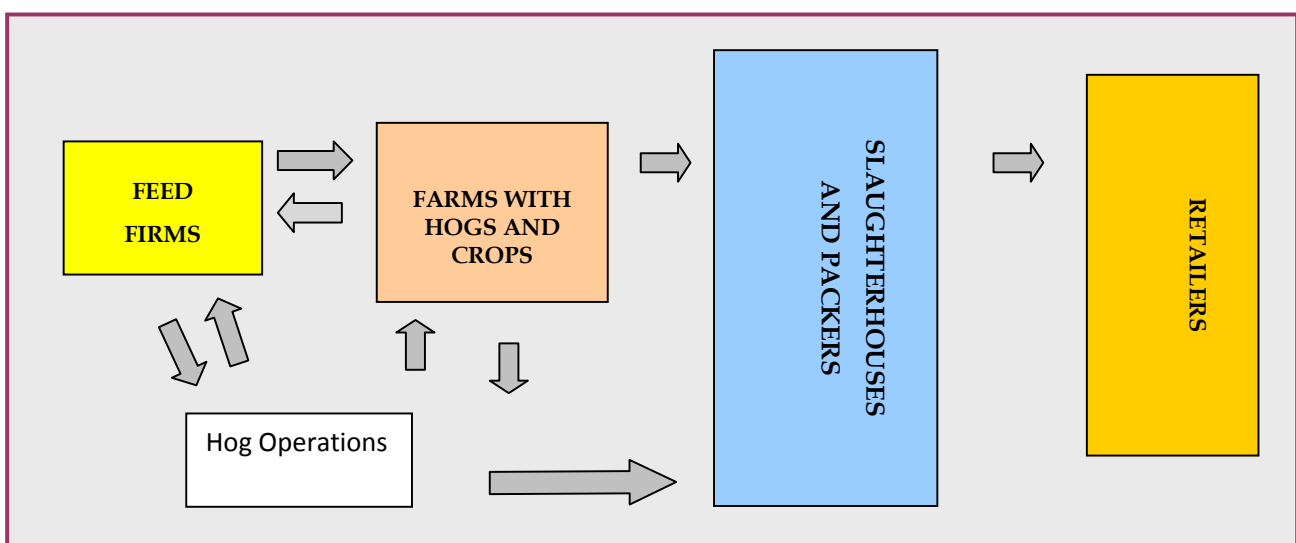 FEED
FIRMS
FARMS WITH
HOGS AND
CROPS
SLAUGHTERHOUSES
AND PACKERS
RETAILERS
Hog Operations